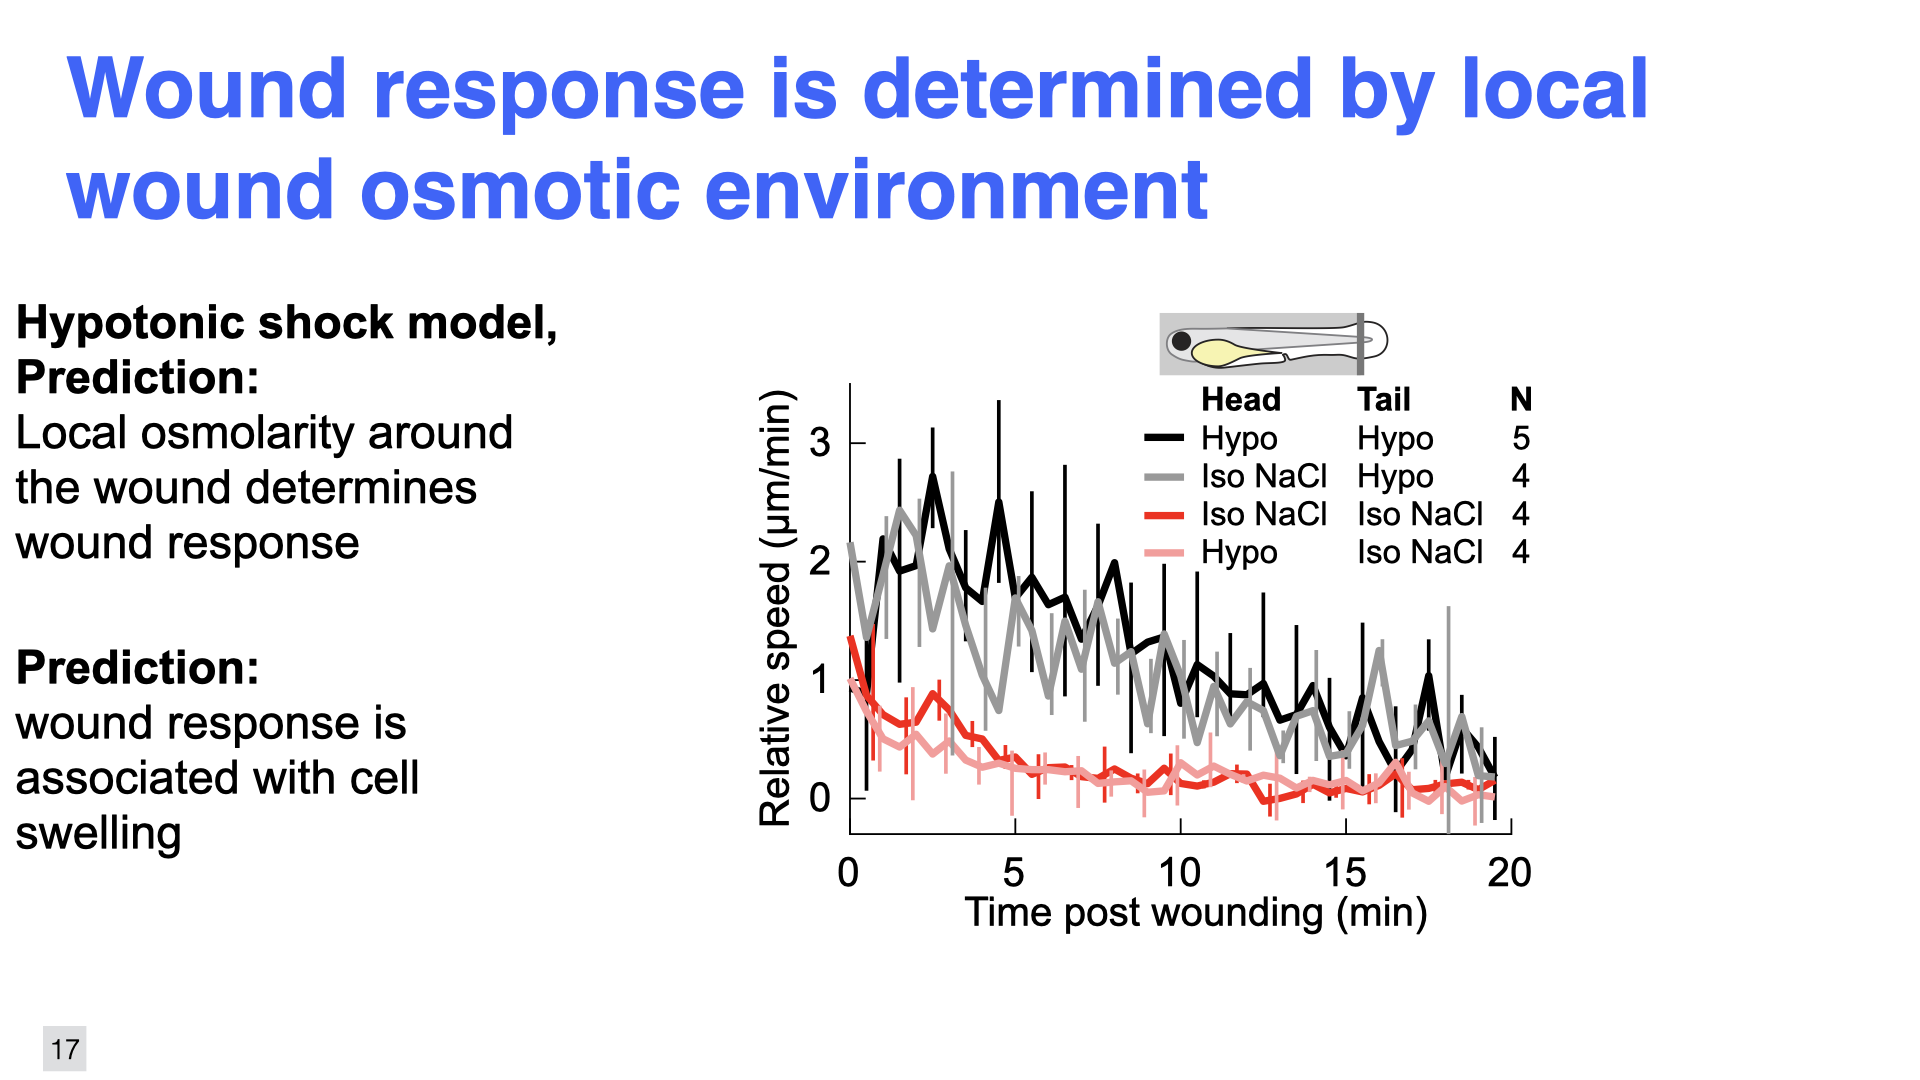 Wound response is determined by local
wound osmotic environment
Hypotonic shock model,
Prediction:
Local osmolarity around
the wound determines
wound response
Prediction:
wound response is
associated with cell
swelling
Head Tail N
Hypo Hypo 5
Iso NaCl Hypo 4
Iso NaCl Iso NaCl 4
Hypo Iso NaCl 4
Relative speed (μm/min)
3
2
1
0
0 5 10 15 20
Time post wounding (min)
17